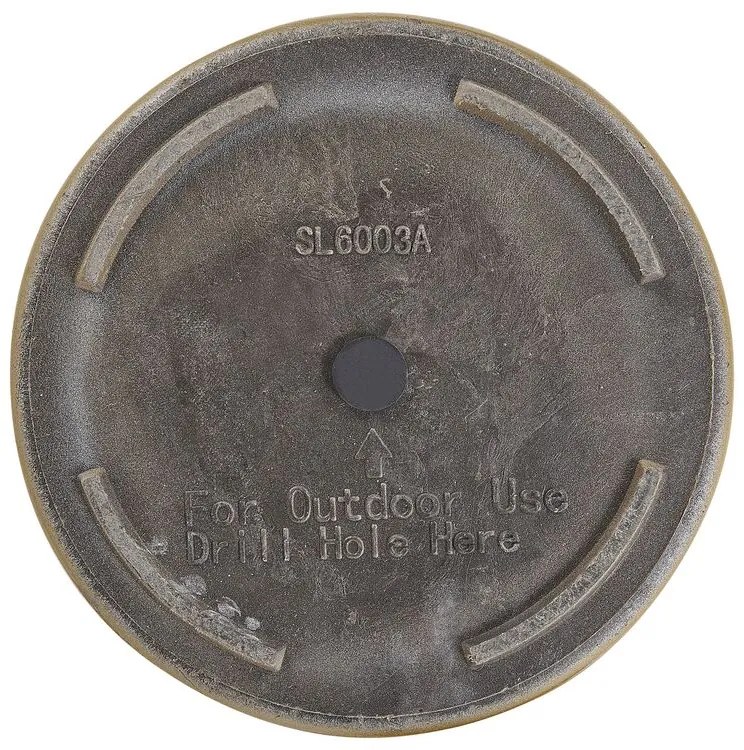 SL6003A
For Outdoor Use
Drill Hole Here